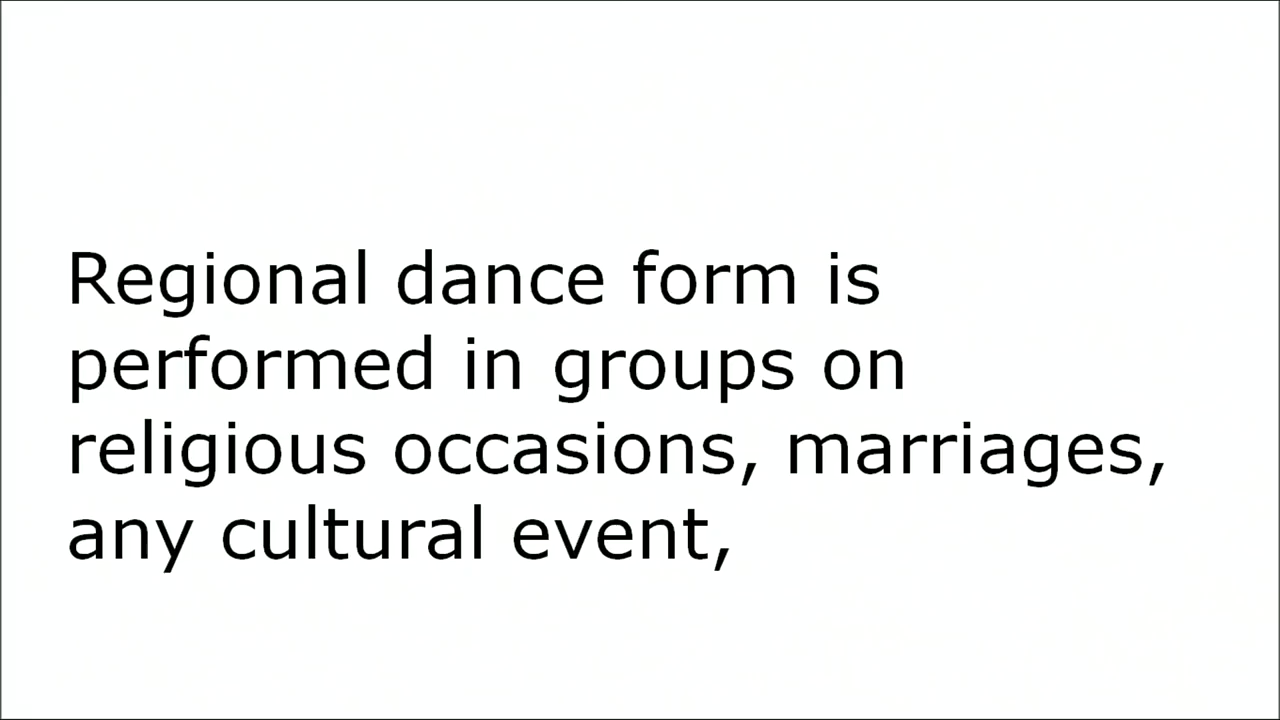 Regional dance form is
performed in groups on
religious occasions, marriages,
any cultural event,